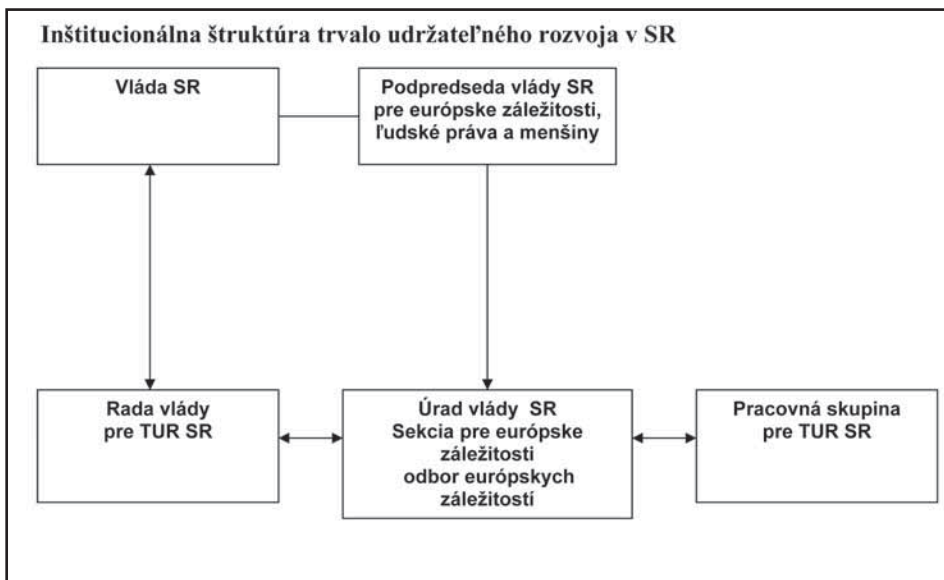 Inštitucionálna štruktúra trvalo udržateľného rozvoja v SR
Vláda SR
Podpredseda vlády SR
pre európske záležitosti,
ľudské práva a menšiny
Rada vlády
pre TUR SR
Úrad vlády SR
Sekcia pre európske
záležitosti
odbor európskych
záležitostí
Pracovná skupina
pre TUR SR